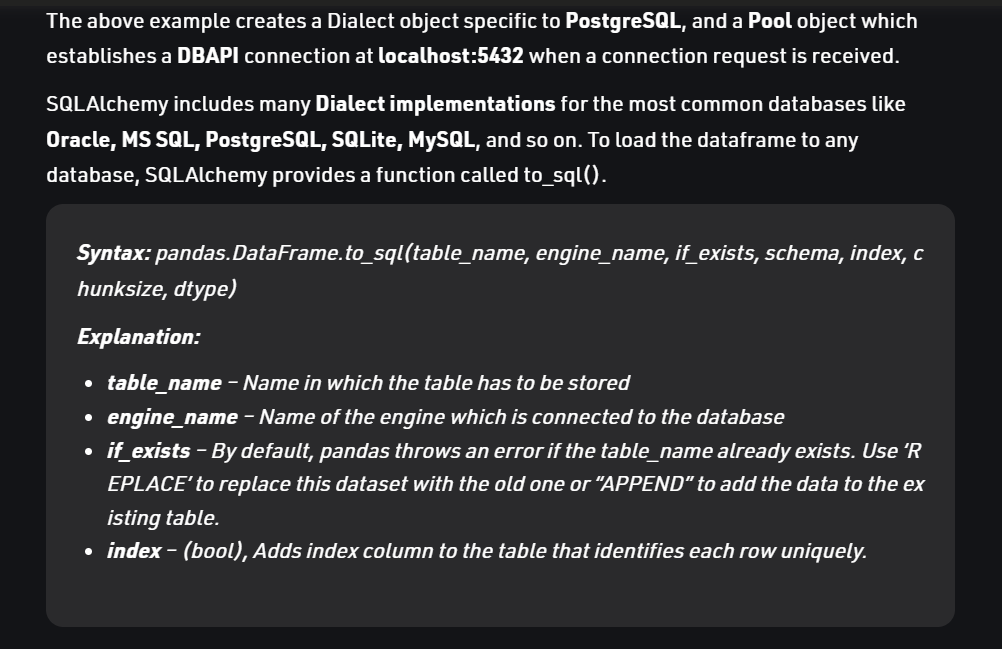 The above example creates a Dialect object specific to PostgreSQL, and a Pool object which
establishes a DBAPI connection at localhost:5432 when a connection request is received.
SQLAlchemy includes many Dialect implementations for the most common databases like
Oracle, MS SQL, PostgreSQL, SQLite, MySQL, and so on. To load the dataframe to any
database, SQLAlchemy provides a function called to_sql().
Syntax: pandas.DataFrame.to_sql(table_name, engine_name, if_exists, schema, index, c
hunksize, dtype)
Explanation:
• table_name – Name in which the table has to be stored
• engine_name – Name of the engine which is connected to the database
• if_exists – By default, pandas throws an error if the table_name already exists. Use ‘R
EPLACE’ to replace this dataset with the old one or “APPEND” to add the data to the ex
isting table.
• index – (bool), Adds index column to the table that identifies each row uniquely.